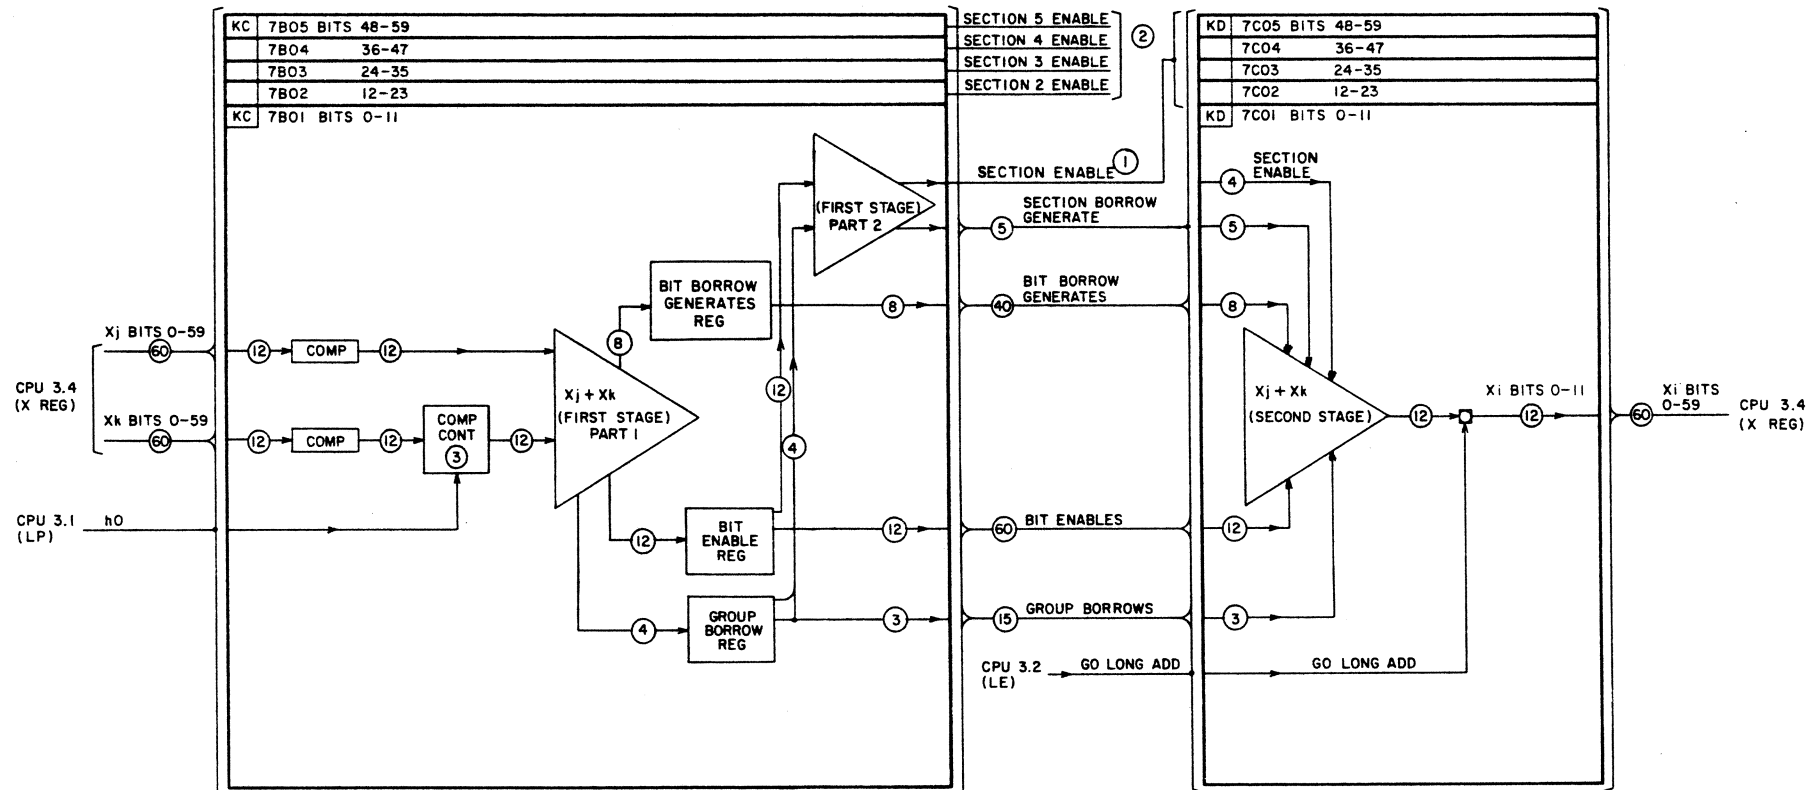 KC 7B05 BITS 48-59
7B04 36-47
7B03 24-35
7B02 12-23
KC 7B01 BITS 0-11
SECTION 5 ENABLE
SECTION 4 ENABLE
SECTION 3 ENABLE
SECTION 2 ENABLE
2
KD 7C05 BITS 48-59
7C04 36-47
7C03 24-35
7C02 12-23
KD 7C01 BITS 0-11
(FIRST STAGE)
PART 2
SECTION ENABLE 1
SECTION BORROW
GENERATE
5
4
SECTION
ENABLE
5
BIT BORROW
GENERATES
REG
8
BIT BORROW
GENERATES
40
8
8
Xj BITS 0-59
60
12
COMP
12
CPU 3.4
(X REG)
Xk BITS 0-59
60
12
COMP
12
COMP
CONT
3
12
Xj + Xk
(FIRST STAGE)
PART 1
12
4
Xj + Xk
(SECOND STAGE)
12
Xi BITS 0-11
12
Xi BITS
0-59
60
CPU 3.4
(X REG)
CPU 3.1
(LP)
h0
12
BIT
ENABLE
REG
12
60
BIT ENABLES
12
4
GROUP
BORROW
REG
3
15
GROUP BORROWS
3
CPU 3.2
(LE)
GO LONG ADD
GO LONG ADD